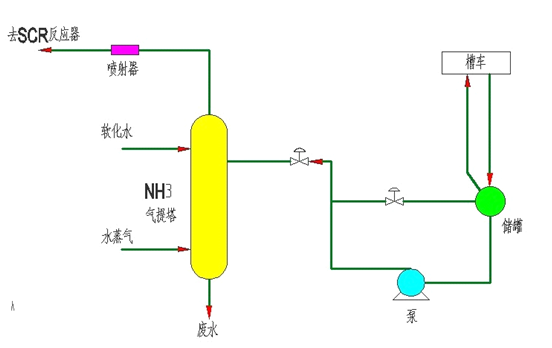 去SCR反应器
喷射器
槽车
软化水
NH3
气提塔
水蒸气
储罐
泵
废水